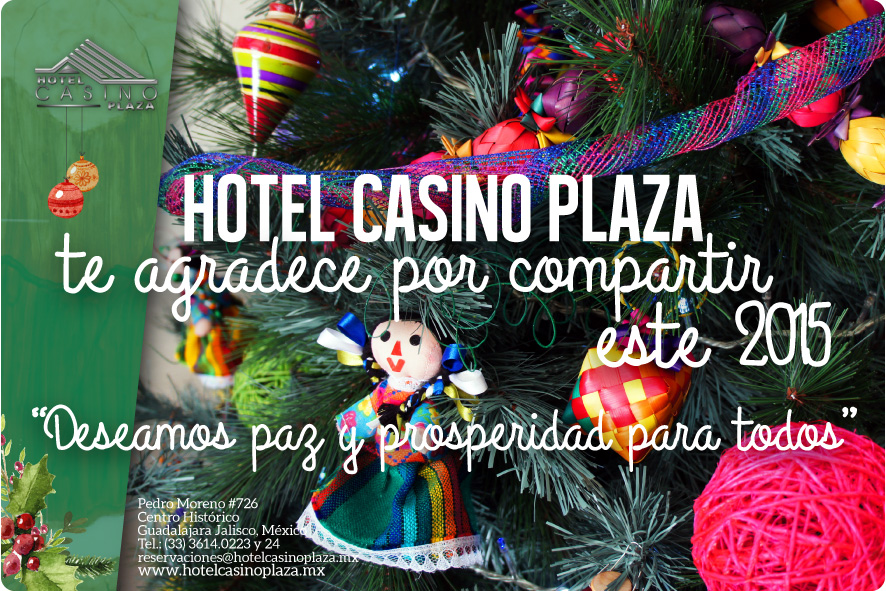 HOTEL
CASINO
PLAZA
HOTEL CASINO PLAZA
te agradece por compartir
este 2015
“Deseamos paz y prosperidad para todos”
Pedro Moreno #726
Centro Histórico
Guadalajara Jalisco, México
Tel.: (33) 3614.0223 y 24
reservaciones@hotelcasinoplaza.mx
www.hotelcasinoplaza.mx